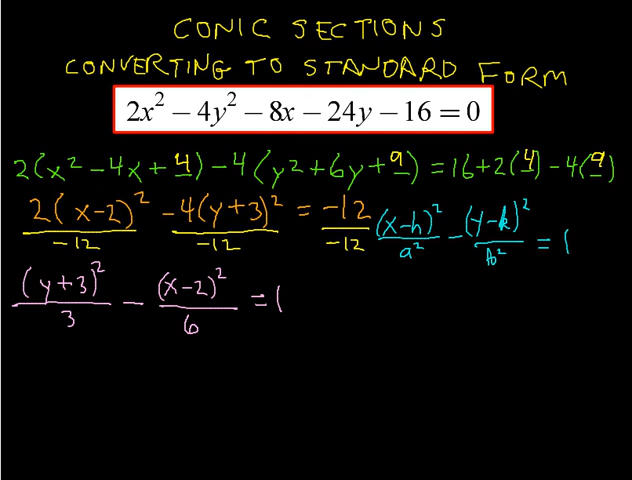 CONIC SECTIONS
CONVERTING TO STANDARD FORM
2x² − 4y² − 8x − 24y − 16 = 0
2(x² − 4x + 4) − 4(y² + 6y + 9) = 16 + 2(4) − 4(9)
2(x−2)²/−12 −4(y+3)²/−12 = −12/−12
(x−h)²/a² − (y−k)²/b² = 1
(y+3)²/3 − (x−2)²/6 = 1